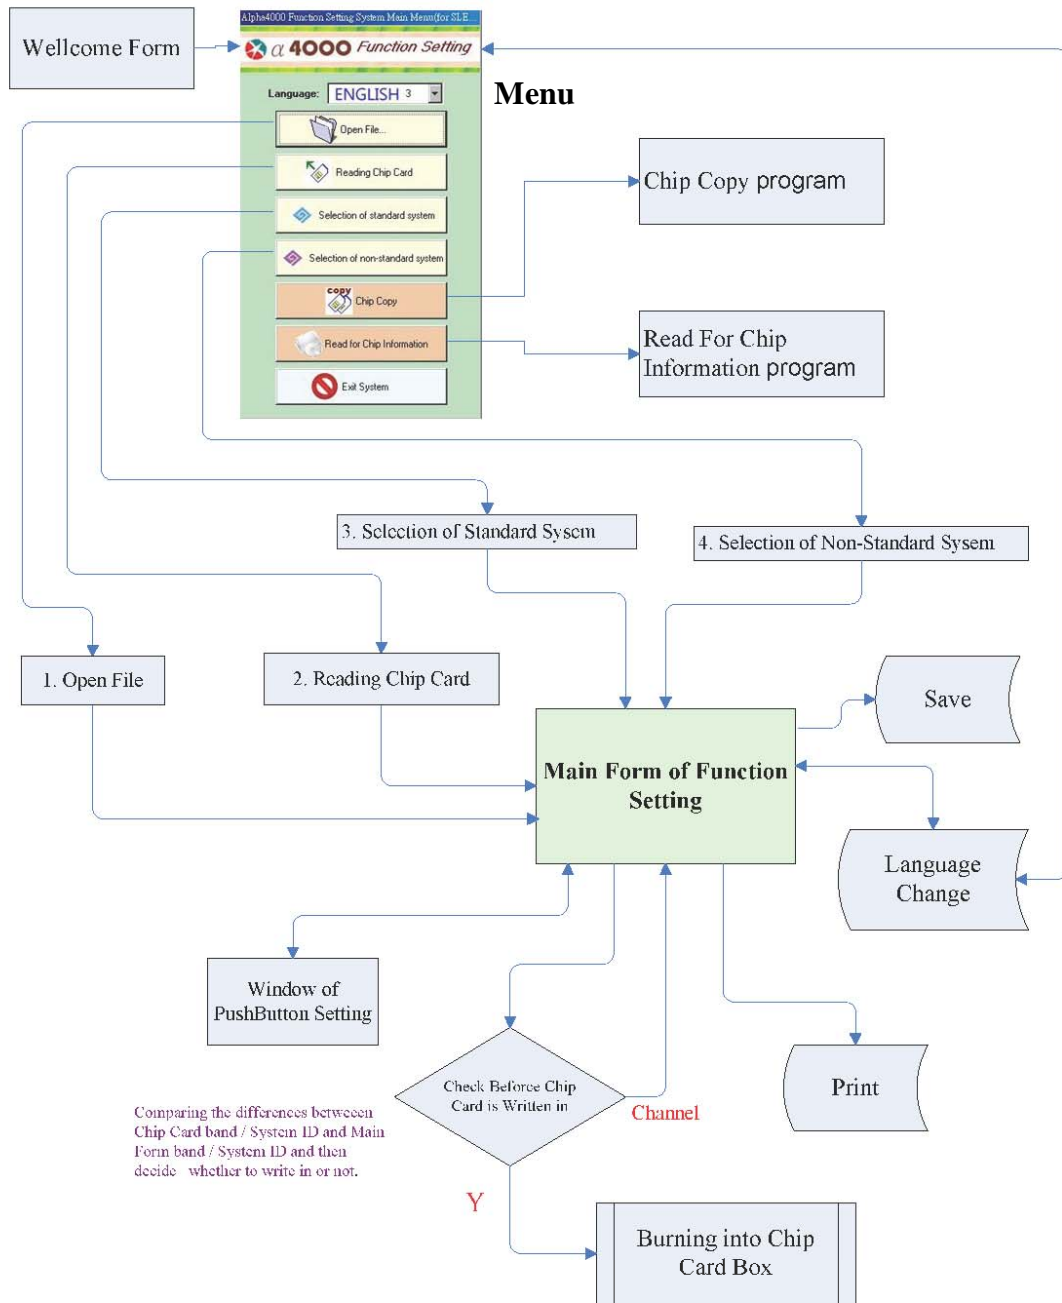 Alpha4000 Function Setting System Main Menu(for SLE...
Wellcome Form
α 4000 Function Setting
Menu
Language: ENGLISH 3
Open File...
Reading Chip Card
Selection of standard system
Selection of non-standard system
COPY
Chip Copy
Read for Chip Information
Exit System
Chip Copy program
Read For Chip
Information program
3. Selection of Standard Sysem
4. Selection of Non-Standard Sysem
1. Open File
2. Reading Chip Card
Save
Main Form of Function
Setting
Language
Change
Window of
PushButton Setting
Check Beforce Chip
Card is Written in
Channel
Print
Comparing the differences betweeen
Chip Card band / System ID and Main
Form band / System ID and then
decide whether to write in or not.
Y
Burning into Chip
Card Box